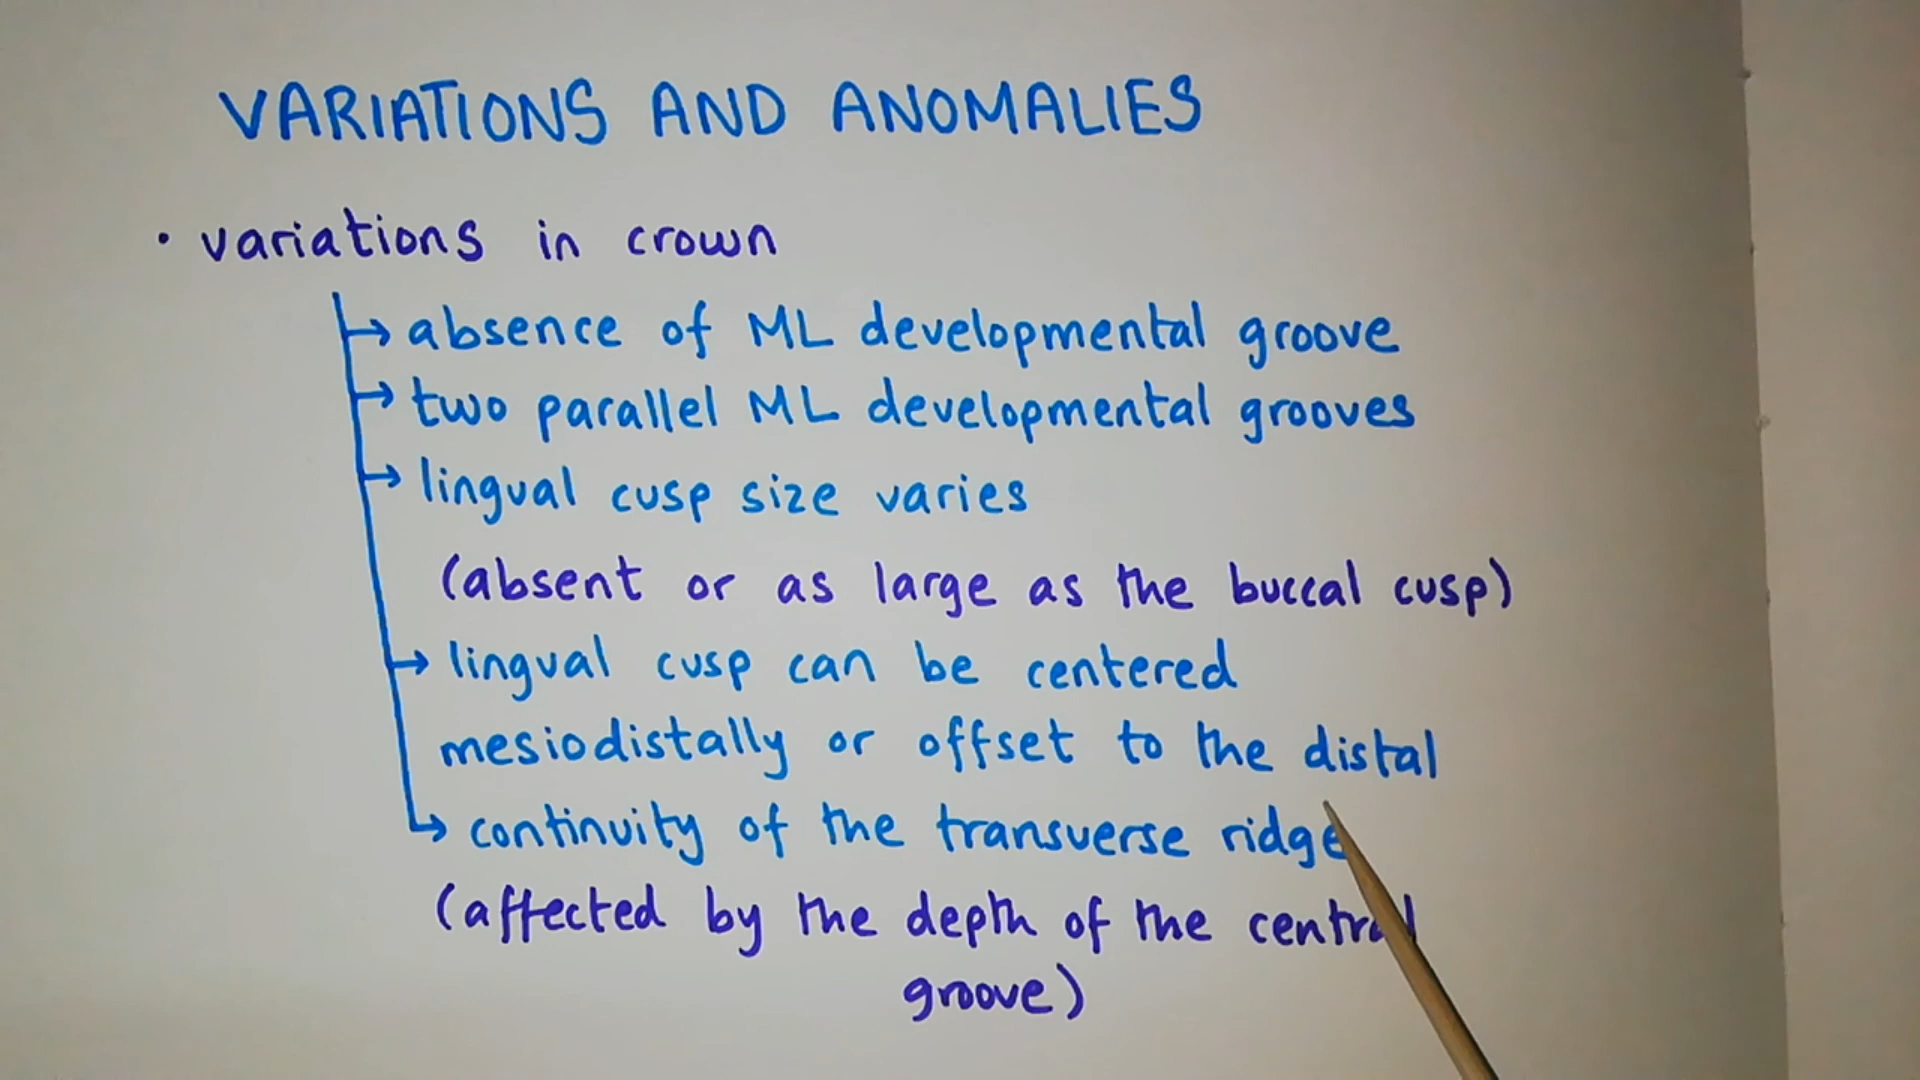 VARIATIONS AND ANOMALIES
• variations in crown
→ absence of ML developmental groove
→ two parallel ML developmental grooves
→ lingual cusp size varies
(absent or as large as the buccal cusp)
→ lingual cusp can be centered
mesiodistally or offset to the distal
→ continuity of the transverse ridge
(affected by the depth of the central
groove)